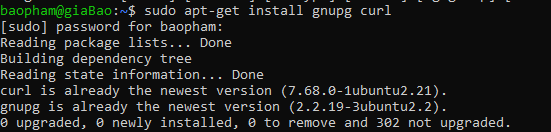 baopham@giaBao:~$ sudo apt-get install gnupg curl
[sudo] password for baopham:
Reading package lists... Done
Building dependency tree
Reading state information... Done
curl is already the newest version (7.68.0-1ubuntu2.21).
gnupg is already the newest version (2.2.19-3ubuntu2.2).
0 upgraded, 0 newly installed, 0 to remove and 302 not upgraded.